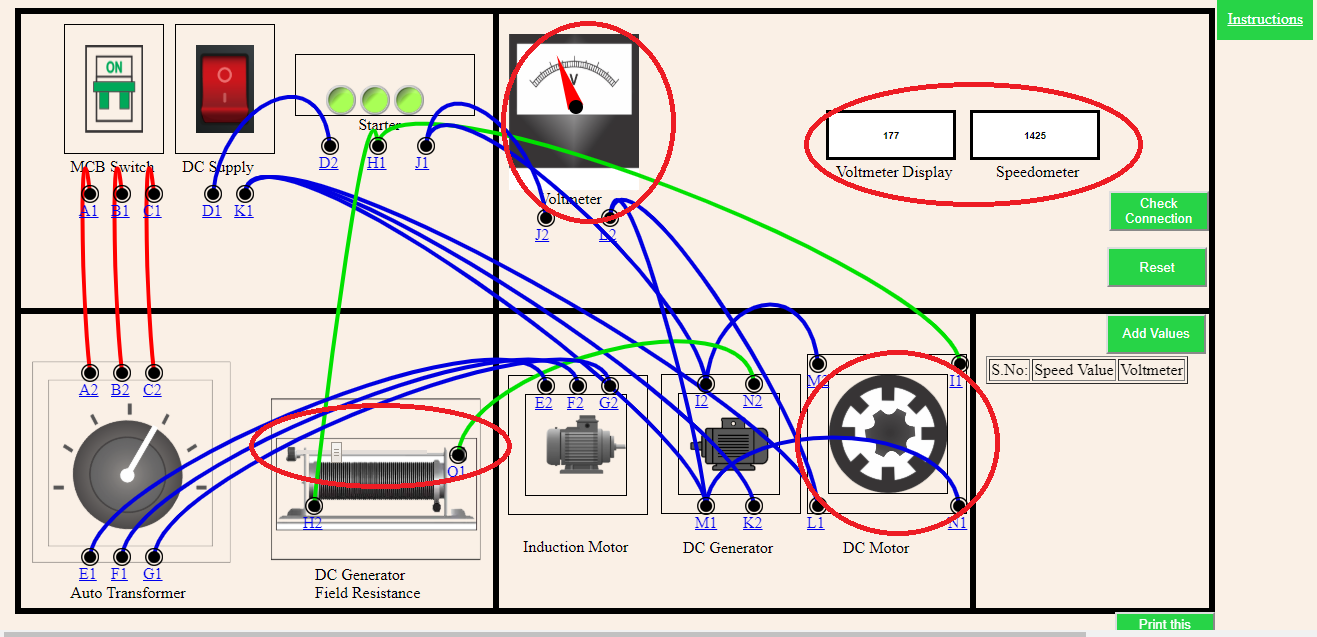 Instructions
ON
V
Starter
MCB Switch
DC Supply
D2
H1
J1
A1
B1
C1
D1
K1
Voltmeter
J2
L2
177
1425
Voltmeter Display
Speedometer
Check
Connection
Reset
Add Values
S.No:
Speed Value
Voltmeter
A2
B2
C2
E1
F1
G1
Auto Transformer
O1
H2
DC Generator
Field Resistance
E2
F2
G2
Induction Motor
I2
N2
M1
K2
DC Generator
M2
I1
L1
N1
DC Motor
Print this